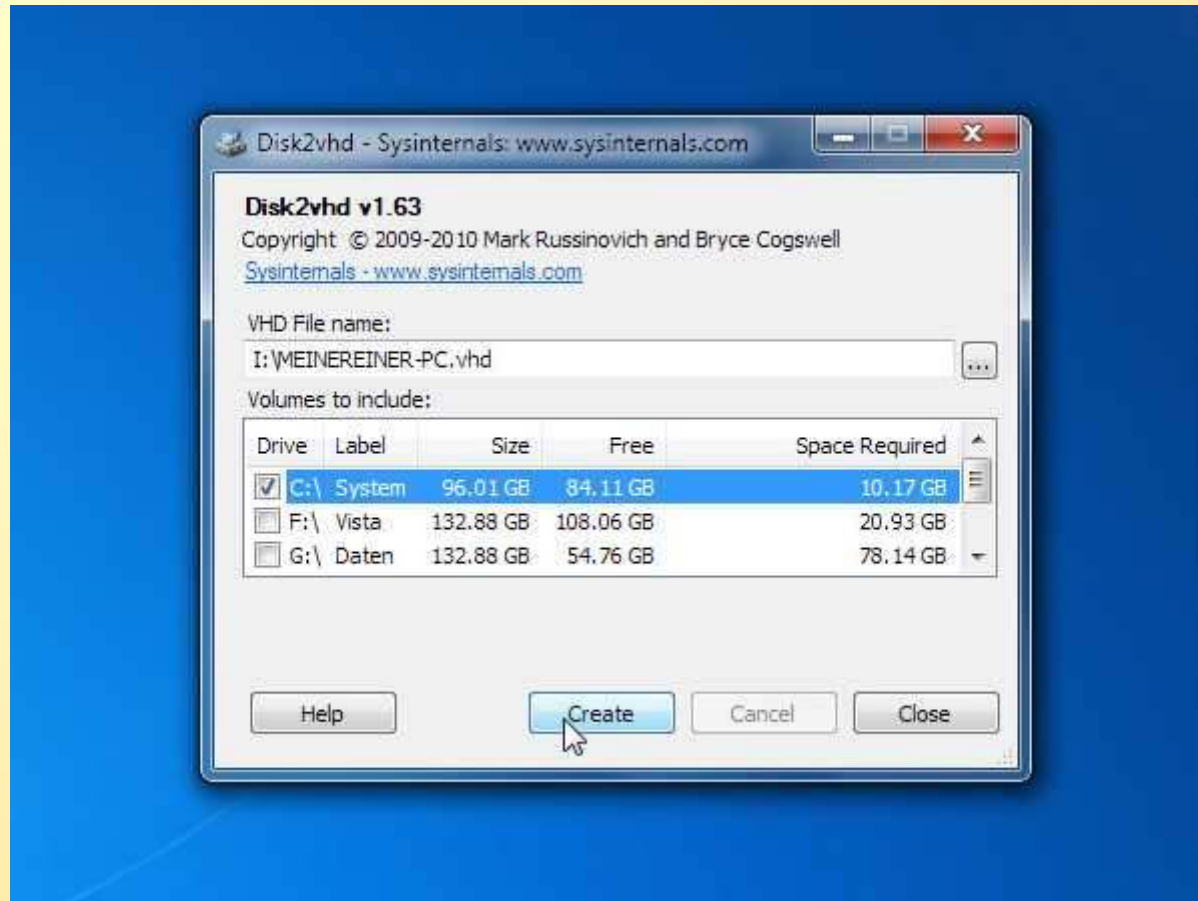 Disk2vhd - Sysinternals: www.sysinternals.com
Disk2vhd v1.63
Copyright © 2009-2010 Mark Russinovich and Bryce Cogswell
Sysinternals - www.sysinternals.com
VHD File name:
I:\MEINEREINER-PC.vhd
...
Volumes to include:
Drive Label Size Free Space Required
C:\ System 96.01 GB 84.11 GB 10.17 GB
F:\ Vista 132.88 GB 108.06 GB 20.93 GB
G:\ Daten 132.88 GB 54.76 GB 78.14 GB
Help Create Cancel Close